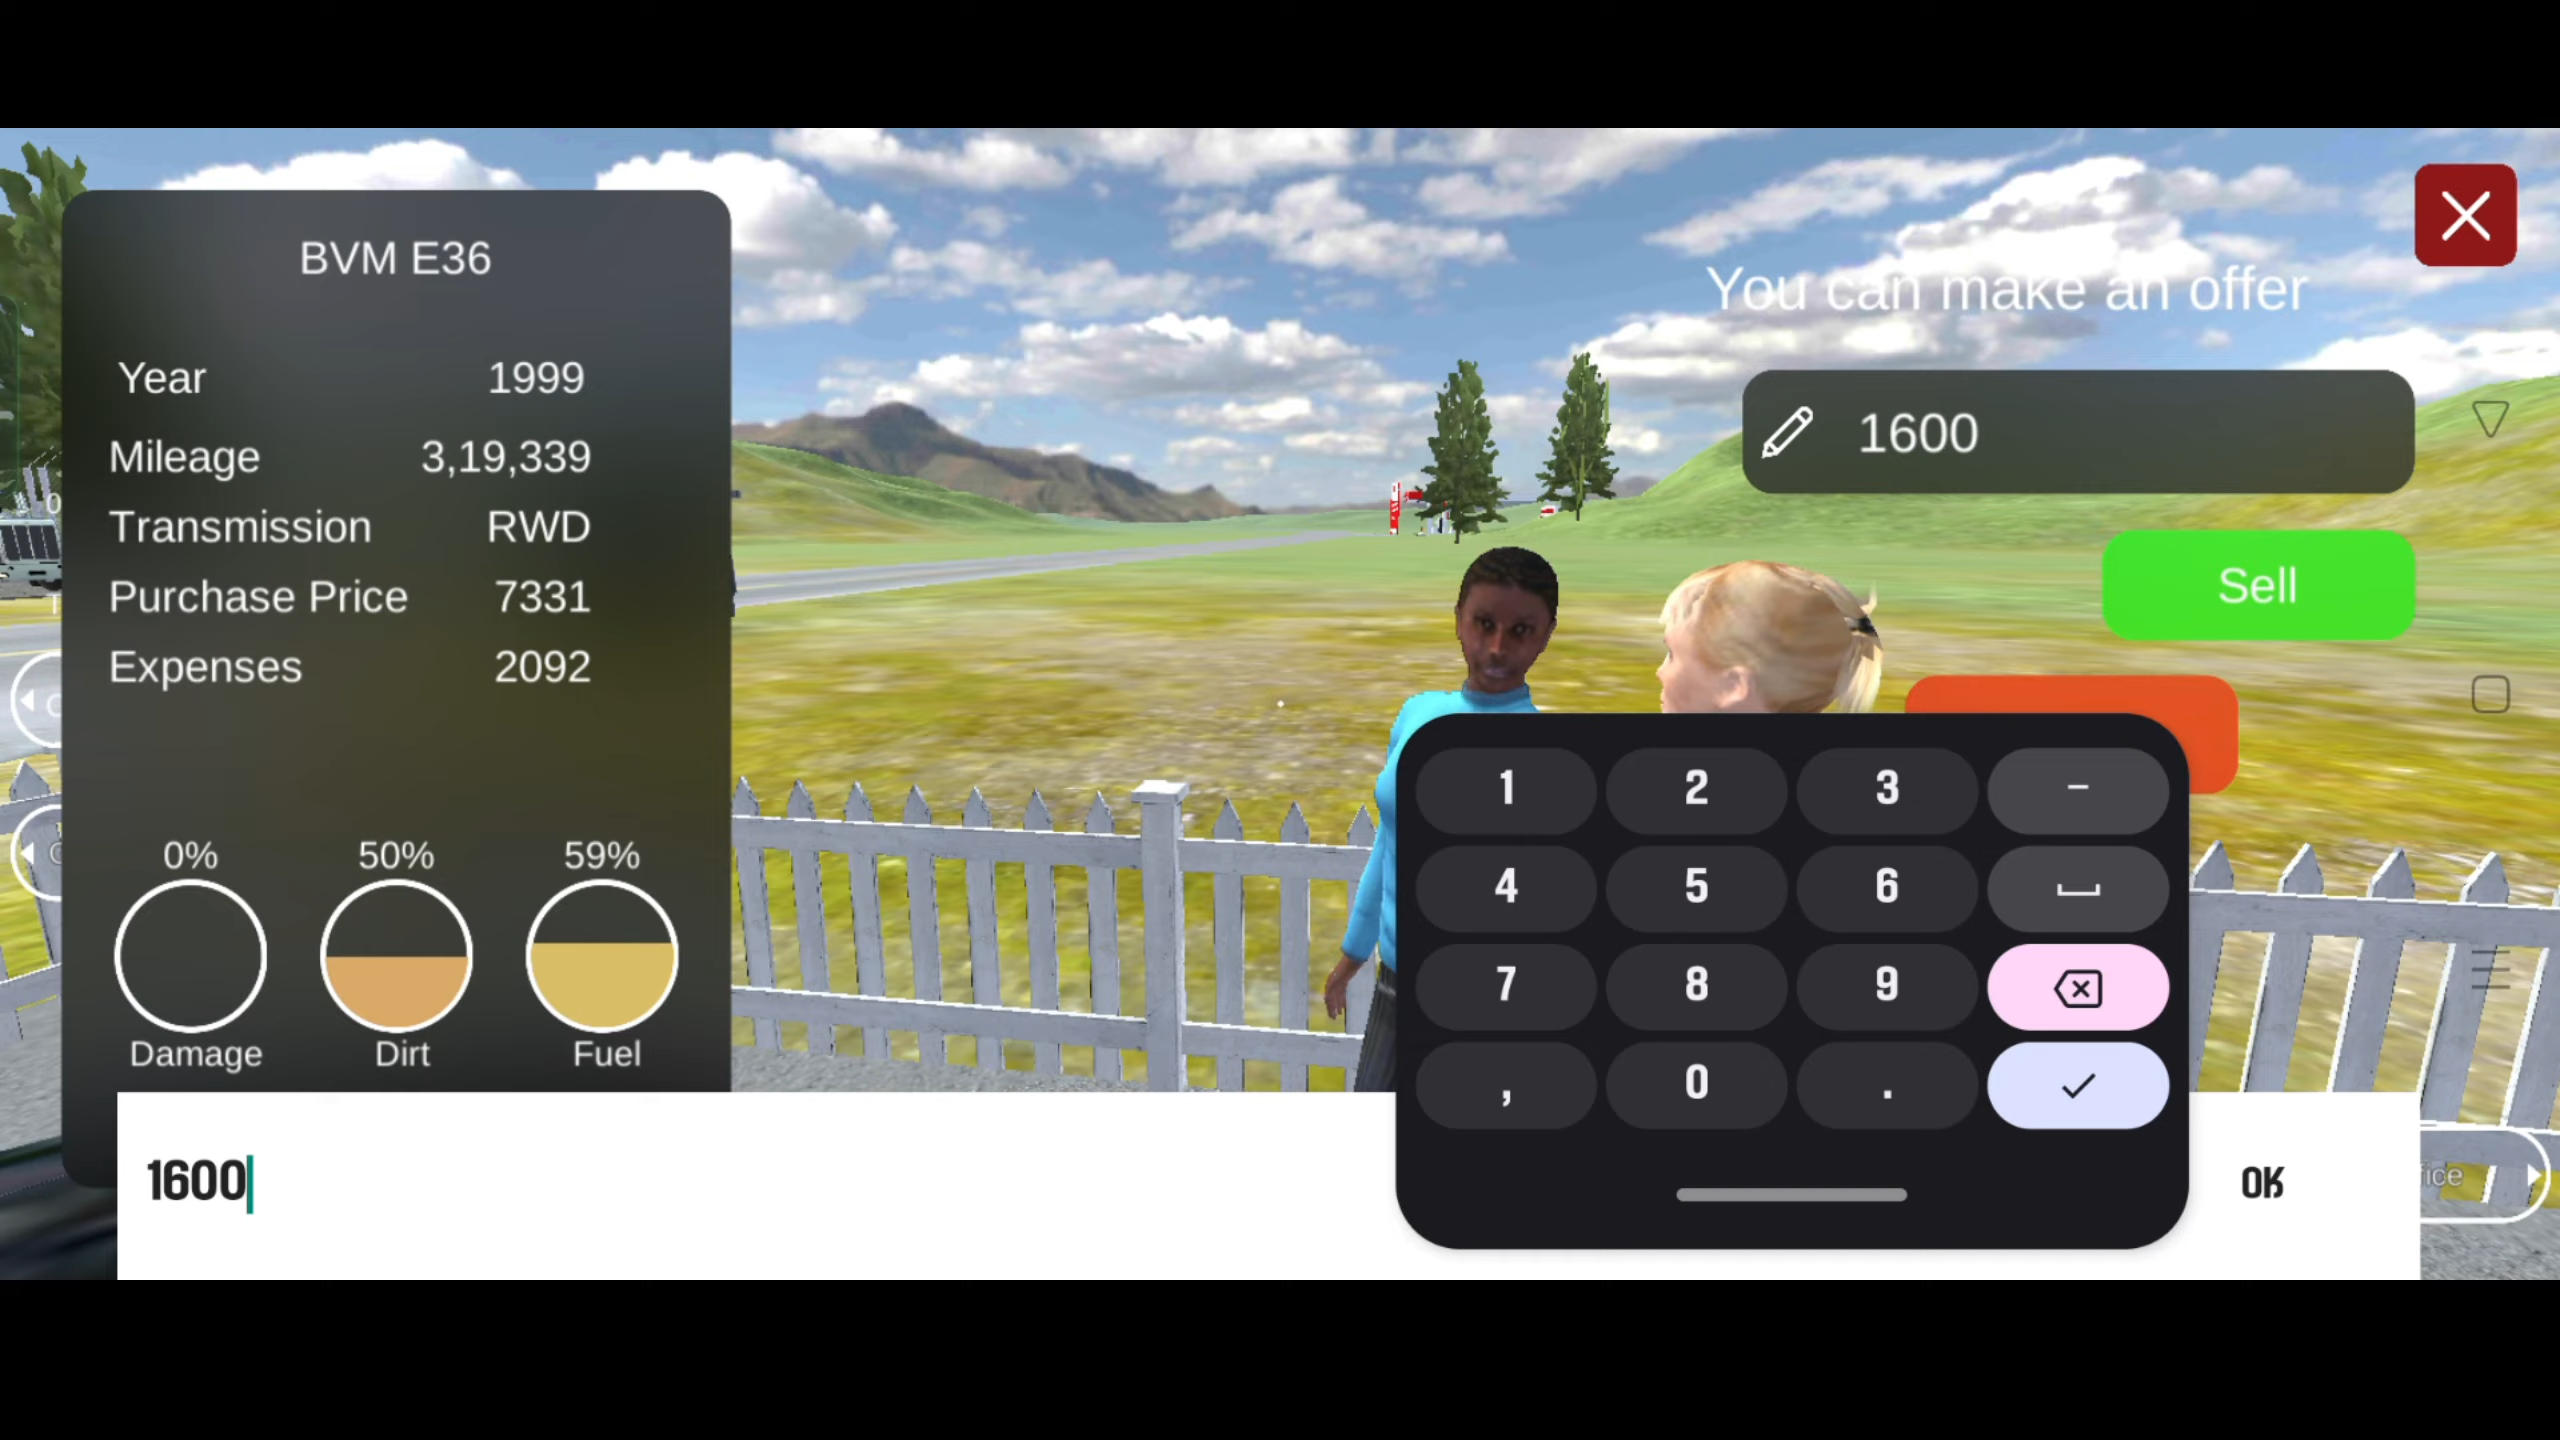 BVM E36
Year 1999
Mileage 3,19,339
Transmission RWD
Purchase Price 7331
Expenses 2092
0% 50% 59%
Damage Dirt Fuel
You can make an offer
1600
Sell
1 2 3 -
4 5 6
7 8 9
, 0 .
1600
OK